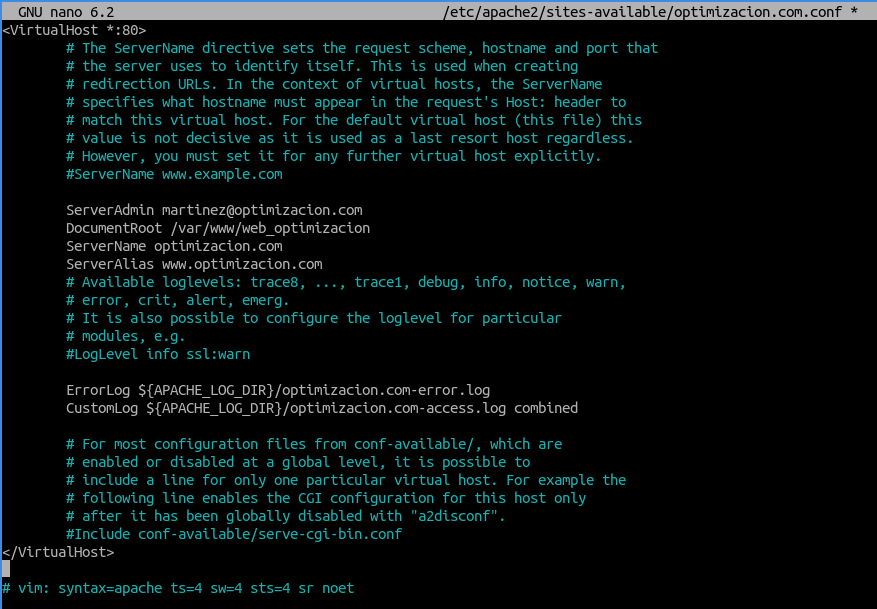 GNU nano 6.2 /etc/apache2/sites-available/optimizacion.com.conf *
<VirtualHost *:80>
# The ServerName directive sets the request scheme, hostname and port that
# the server uses to identify itself. This is used when creating
# redirection URLs. In the context of virtual hosts, the ServerName
# specifies what hostname must appear in the request's Host: header to
# match this virtual host. For the default virtual host (this file) this
# value is not decisive as it is used as a last resort host regardless.
# However, you must set it for any further virtual host explicitly.
#ServerName www.example.com

ServerAdmin martinez@optimizacion.com
DocumentRoot /var/www/web_optimizacion
ServerName optimizacion.com
ServerAlias www.optimizacion.com
# Available loglevels: trace8, ..., trace1, debug, info, notice, warn,
# error, crit, alert, emerg.
# It is also possible to configure the loglevel for particular
# modules, e.g.
#LogLevel info ssl:warn

ErrorLog ${APACHE_LOG_DIR}/optimizacion.com-error.log
CustomLog ${APACHE_LOG_DIR}/optimizacion.com-access.log combined

# For most configuration files from conf-available/, which are
# enabled or disabled at a global level, it is possible to
# include a line for only one particular virtual host. For example the
# following line enables the CGI configuration for this host only
# after it has been globally disabled with "a2disconf".
#Include conf-available/serve-cgi-bin.conf
</VirtualHost>

# vim: syntax=apache ts=4 sw=4 sts=4 sr noet